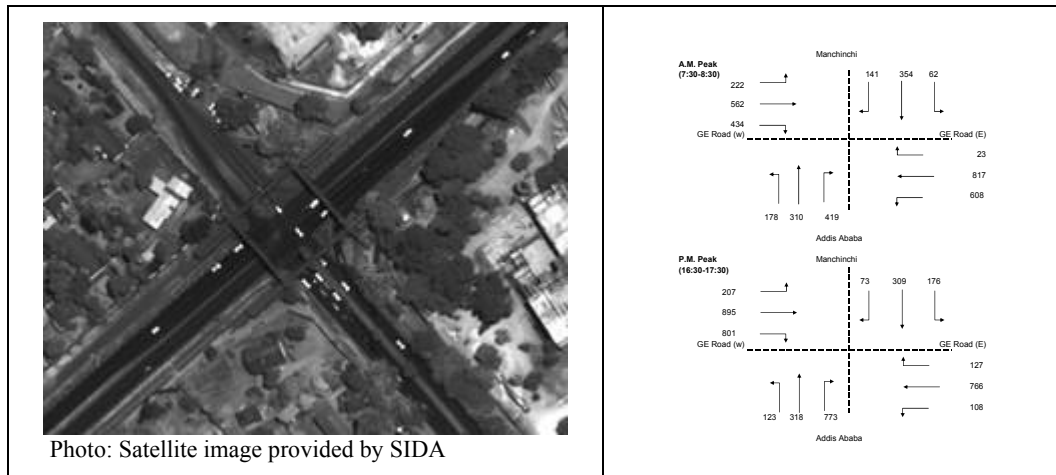 Photo: Satellite image provided by SIDA
Manchinchi
A.M. Peak
(7:30-8:30)
222
141 354 62
562
434
GE Road (w)
GE Road (E)
23
817
608
178 310 419
Addis Ababa
P.M. Peak
(16:30-17:30)
Manchinchi
207
73 309 176
895
801
GE Road (w)
GE Road (E)
127
766
108
123 318 773
Addis Ababa